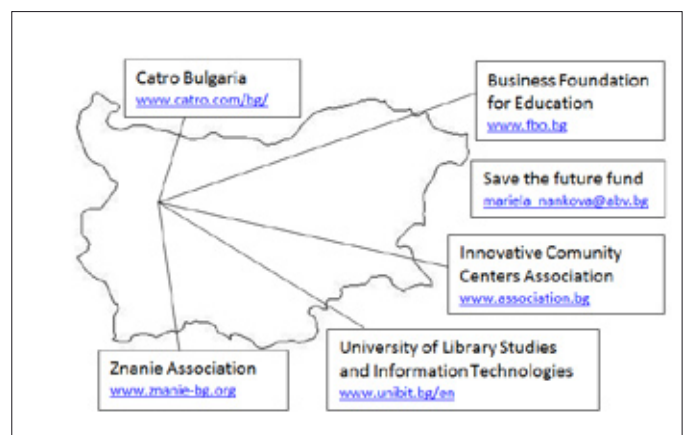 Catro Bulgaria
www.catro.com/bg/
Business Foundation
for Education
www.fbo.bg
Save the future fund
mariela_nankova@abv.bg
Innovative Comunity
Centers Association
www.association.bg
University of Library Studies
and Information Technologies
www.unibit.bg/en
Znanie Association
www.znanie-bg.org